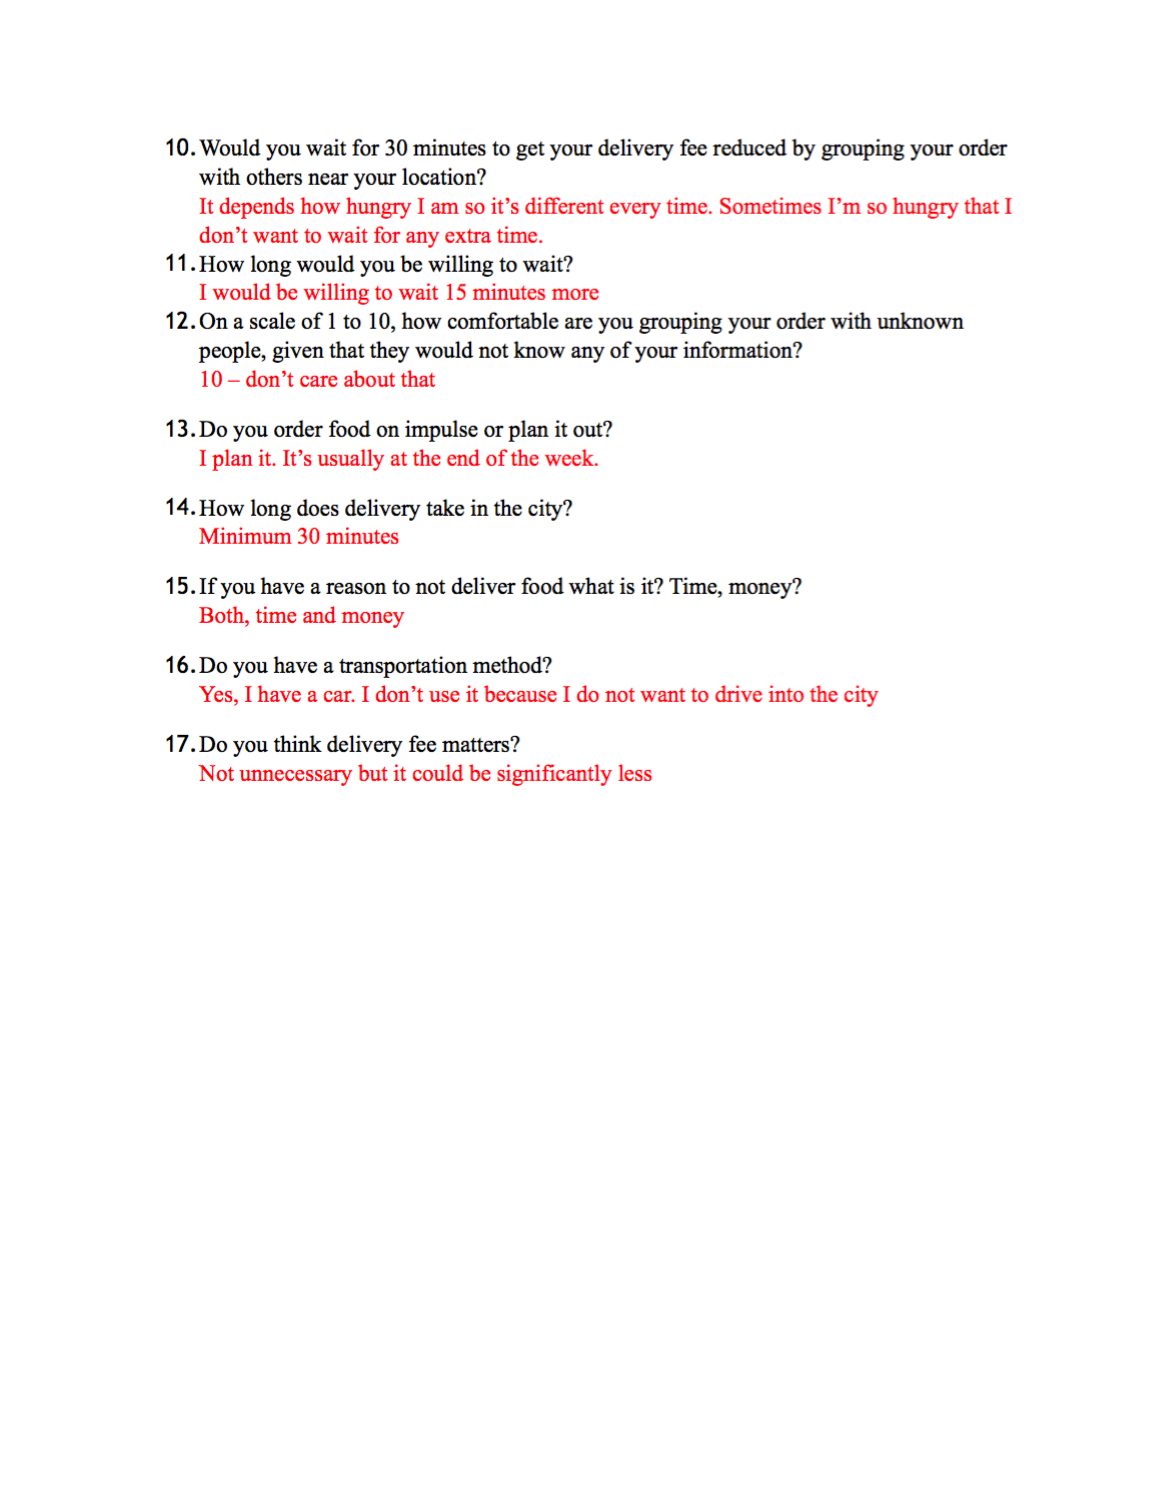 10. Would you wait for 30 minutes to get your delivery fee reduced by grouping your order
with others near your location?
It depends how hungry I am so it’s different every time. Sometimes I’m so hungry that I
don’t want to wait for any extra time.
11. How long would you be willing to wait?
I would be willing to wait 15 minutes more
12. On a scale of 1 to 10, how comfortable are you grouping your order with unknown
people, given that they would not know any of your information?
10 – don’t care about that
13. Do you order food on impulse or plan it out?
I plan it. It’s usually at the end of the week.
14. How long does delivery take in the city?
Minimum 30 minutes
15. If you have a reason to not deliver food what is it? Time, money?
Both, time and money
16. Do you have a transportation method?
Yes, I have a car. I don’t use it because I do not want to drive into the city
17. Do you think delivery fee matters?
Not unnecessary but it could be significantly less